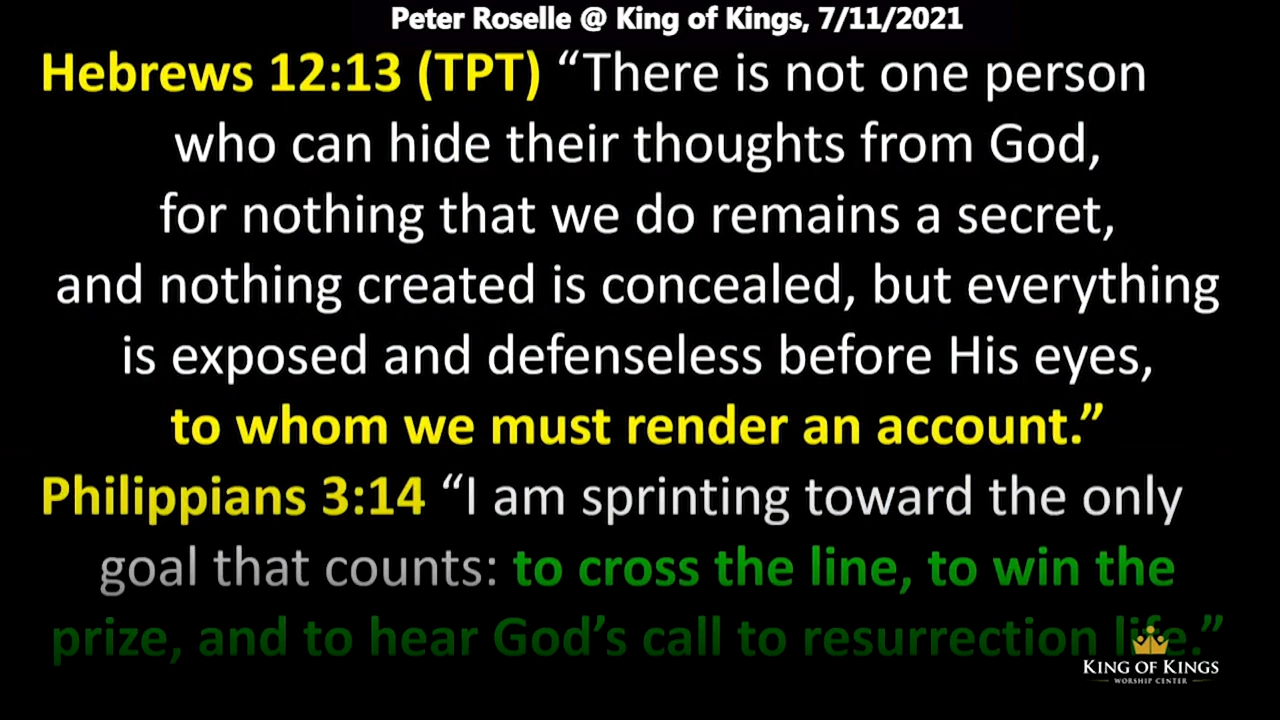 Peter Roselle @ King of Kings, 7/11/2021
Hebrews 12:13 (TPT) “There is not one person
who can hide their thoughts from God,
for nothing that we do remains a secret,
and nothing created is concealed, but everything
is exposed and defenseless before His eyes,
to whom we must render an account.”
Philippians 3:14 “I am sprinting toward the only
goal that counts: to cross the line, to win the
prize, and to hear God’s call to resurrection life.”
KING OF KINGS
WORSHIP CENTER